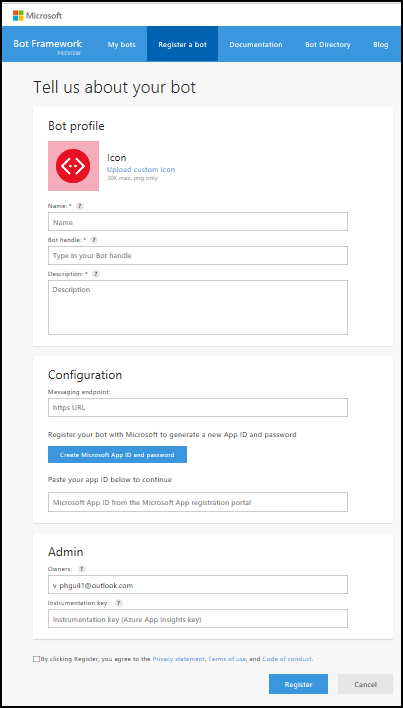 Microsoft
Bot Framework
PREVIEW
My bots
Register a bot
Documentation
Bot Directory
Blog
Tell us about your bot
Bot profile
Icon
Upload custom icon
30K max, png only
Name: * ?
Name
Bot handle: * ?
Type in your Bot handle
Description: * ?
Description
Configuration
Messaging endpoint:
https URL
Register your bot with Microsoft to generate a new App ID and password
Create Microsoft App ID and password
Paste your app ID below to continue
Microsoft App ID from the Microsoft App registration portal
Admin
Owners: ?
v-phguil1@outlook.com
Instrumentation key: ?
Instrumentation key (Azure App Insights key)
By clicking Register, you agree to the Privacy statement, Terms of use, and Code of conduct.
Register
Cancel